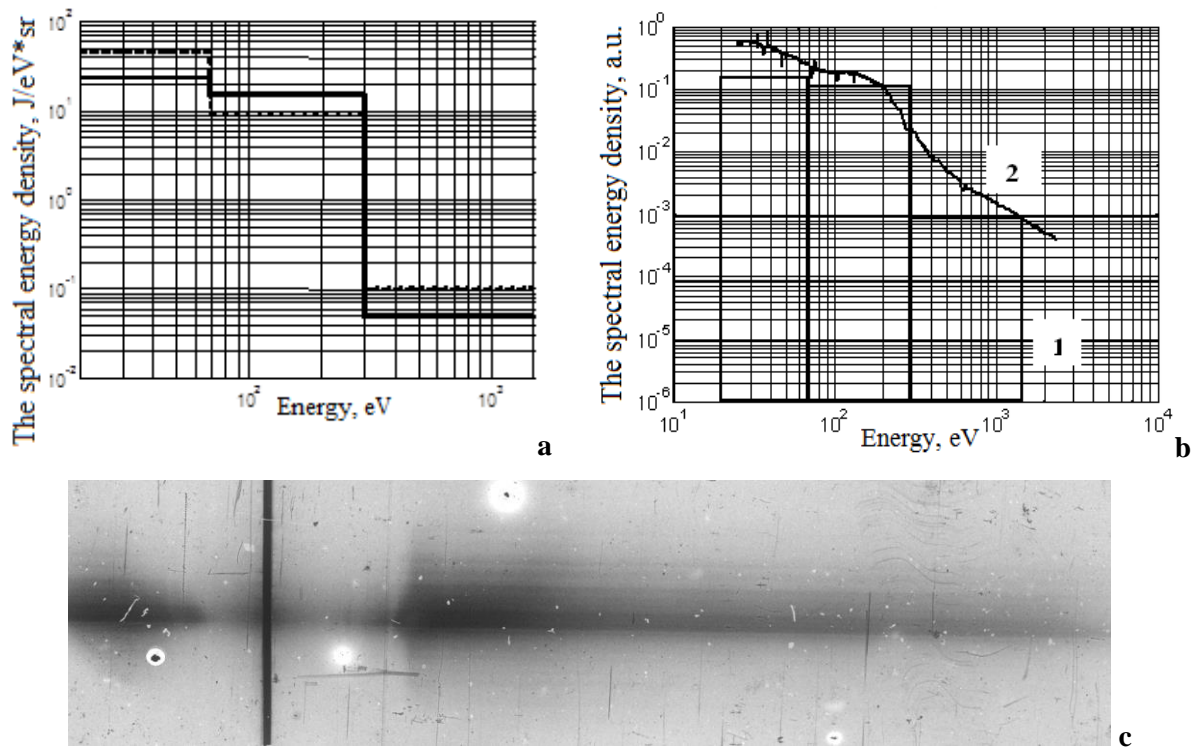 The spectral energy density, J/eV*sr
10²
10¹
10⁰
10⁻¹
10⁻²
10²
10²
Energy, eV
a
The spectral energy density, a.u.
10⁰
10⁻¹
10⁻²
10⁻³
10⁻⁴
10⁻⁵
10⁻⁶
2
1
10¹
10²
10³
10⁴
Energy, eV
b
c